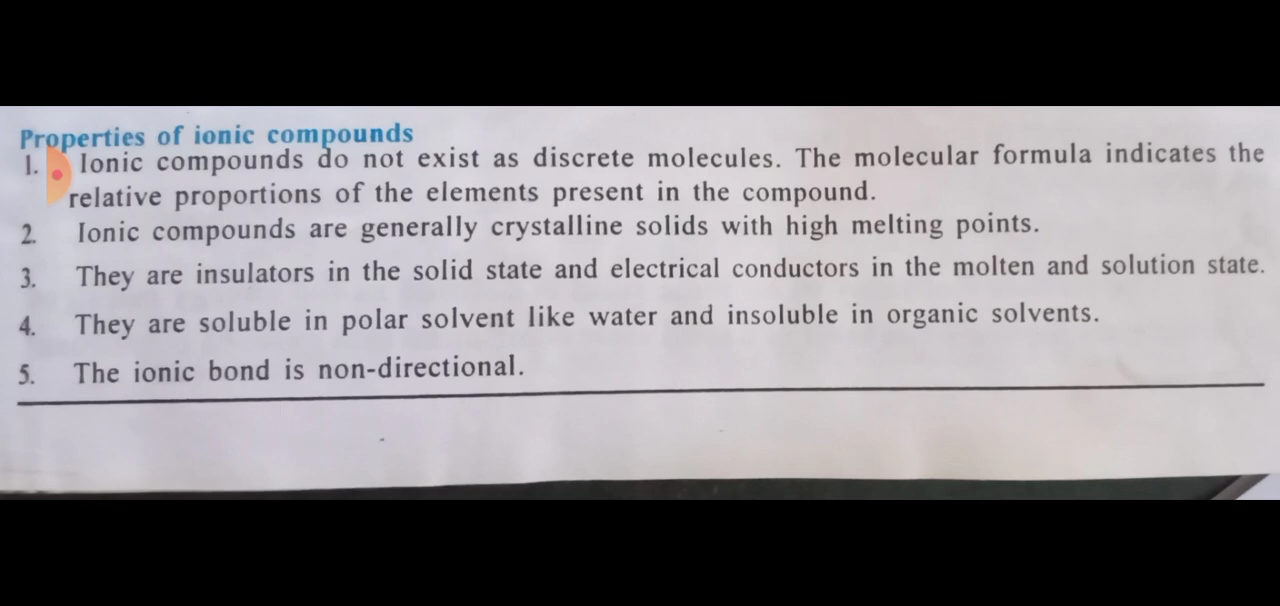 Properties of ionic compounds
1. Ionic compounds do not exist as discrete molecules. The molecular formula indicates the
relative proportions of the elements present in the compound.
2. Ionic compounds are generally crystalline solids with high melting points.
3. They are insulators in the solid state and electrical conductors in the molten and solution state.
4. They are soluble in polar solvent like water and insoluble in organic solvents.
5. The ionic bond is non-directional.